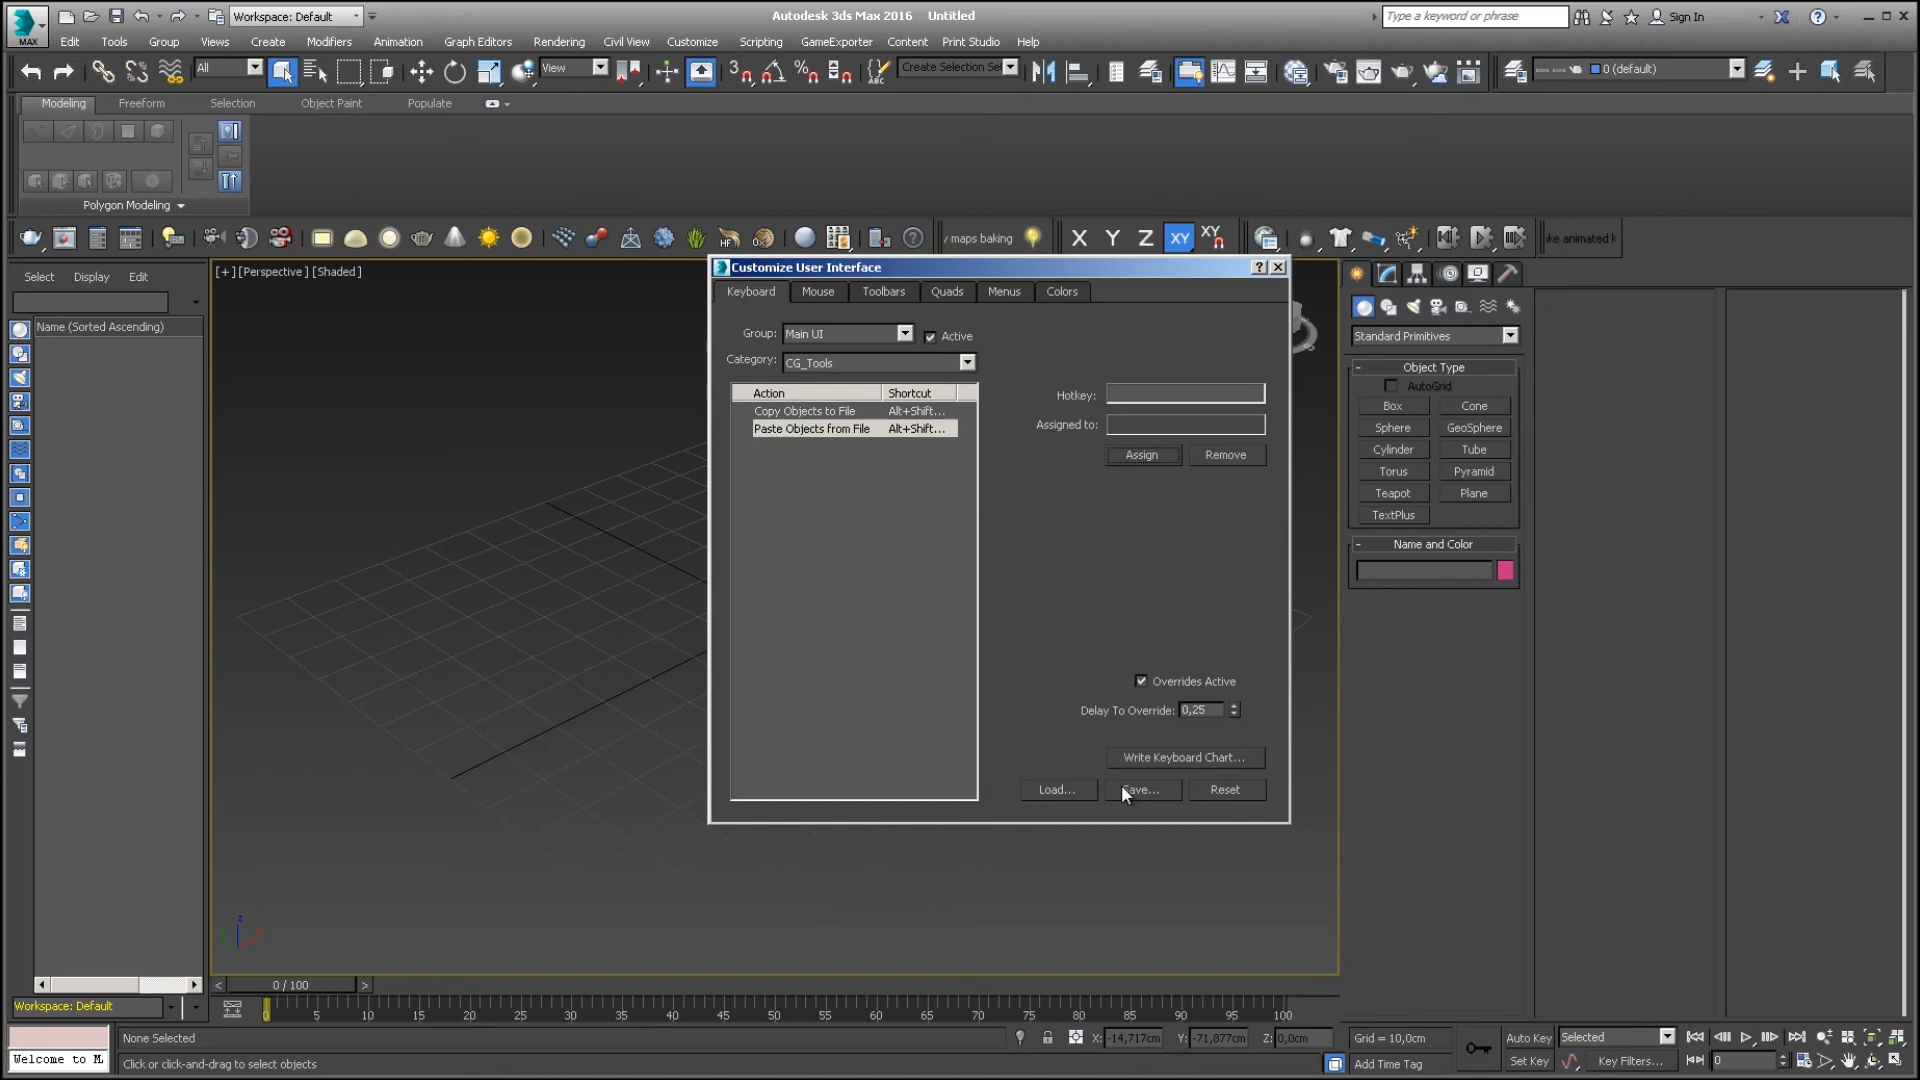 Workspace: Default
Autodesk 3ds Max 2016 Untitled
Type a keyword or phrase
Sign In
MAX
Edit Tools Group Views Create Modifiers Animation Graph Editors Rendering Civil View Customize Scripting GameExporter Content Print Studio Help
All
View
Create Selection Se
0 (default)
Modeling Freeform Selection Object Paint Populate
Polygon Modeling
maps baking
X Y Z XY XY
ke animated k
Select Display Edit
Name (Sorted Ascending)
[+] [Perspective] [Shaded]
Customize User Interface
Keyboard Mouse Toolbars Quads Menus Colors
Group: Main UI Active
Category: CG_Tools
Action Shortcut
Copy Objects to File Alt+Shift...
Paste Objects from File Alt+Shift...
Hotkey:
Assigned to:
Assign Remove
Overrides Active
Delay To Override: 0,25
Write Keyboard Chart...
Load... Save... Reset
Standard Primitives
Object Type
AutoGrid
Box Cone
Sphere GeoSphere
Cylinder Tube
Torus Pyramid
Teapot Plane
TextPlus
Name and Color
z
0 / 100
Workspace: Default
0 5 10 15 20 25 30 35 40 45 50 55 60 65 70 75 80 85 90 95 100
None Selected
X: -14,717cm Y: -71,877cm Z: 0,0cm
Grid = 10,0cm
Auto Key Selected
Welcome to M
Click or click-and-drag to select objects
Add Time Tag
Set Key Key Filters...
0